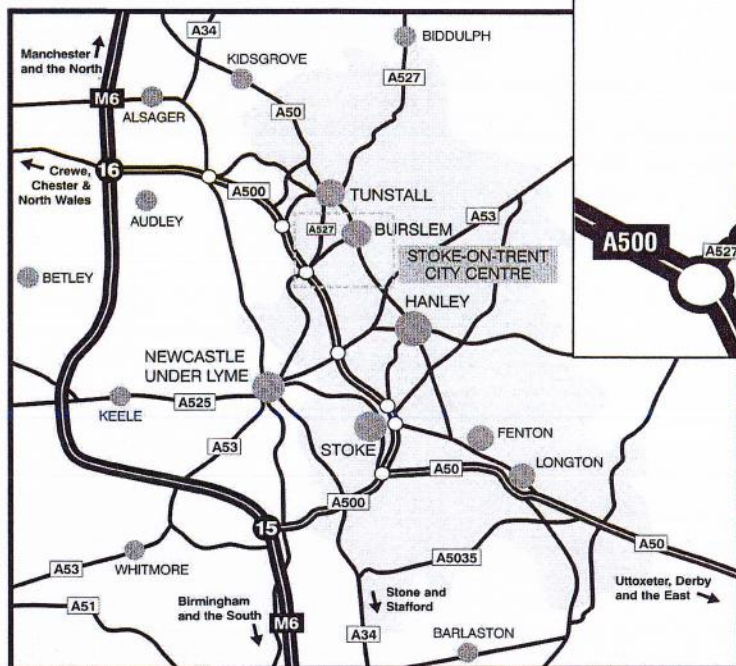 A34
BIDDULPH
Manchester
and the North
KIDSGROVE
A527
M6
ALSAGER
A50
16
Crewe,
Chester &
North Wales
A500
TUNSTALL
AUDLEY
A53
A527
BURSLEM
STOKE-ON-TRENT
CITY CENTRE
A500
A527
BETLEY
HANLEY
NEWCASTLE
UNDER LYME
KEELE
A525
STOKE
FENTON
A53
A50
LONGTON
A500
15
A50
A5035
A53
WHITMORE
Uttoxeter, Derby
and the East
A51
Birmingham
and the South
M6
Stone and
Stafford
A34
BARLASTON